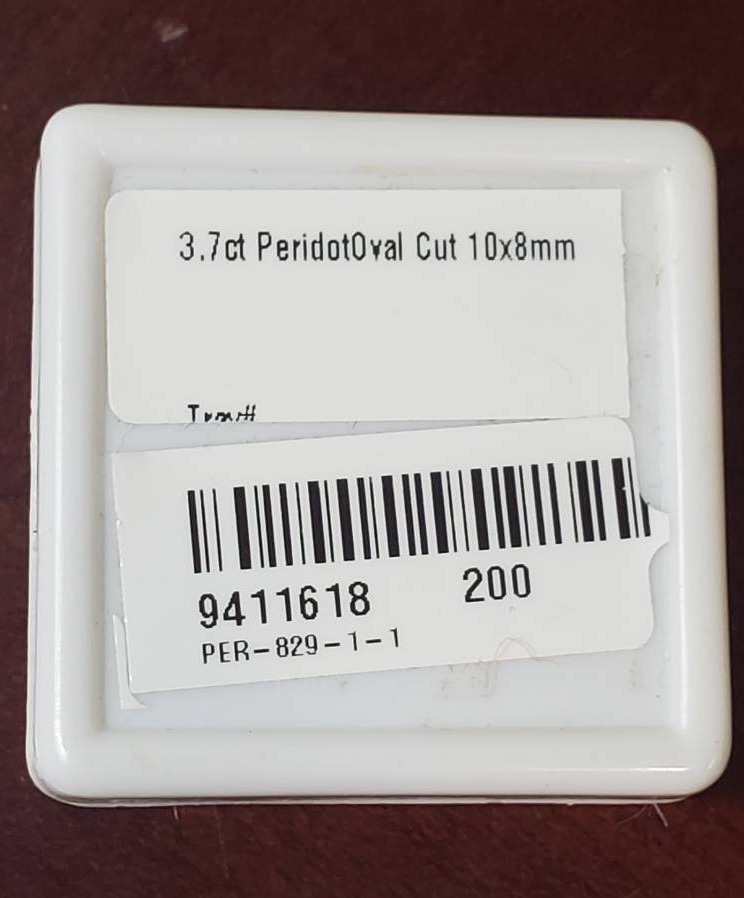 3.7ct PeridotOval Cut 10x8mm
9411618 200
PER-829-1-1